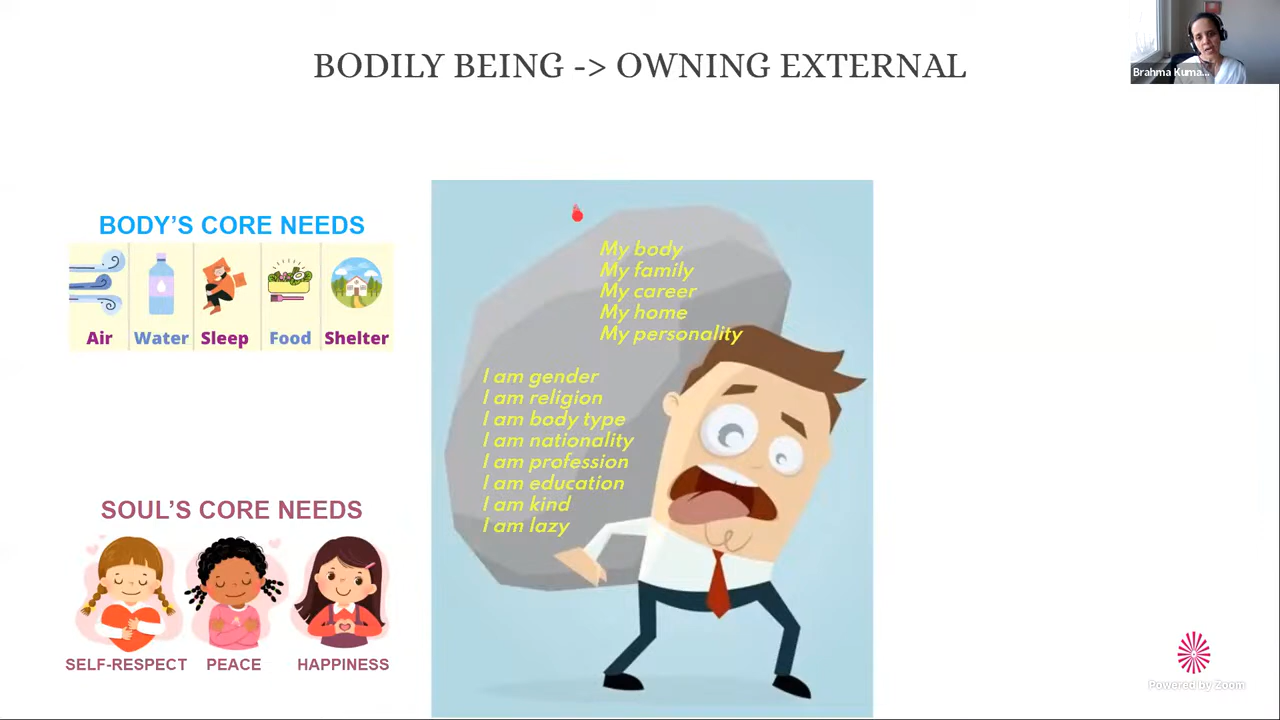 BODILY BEING -> OWNING EXTERNAL
Brahma Kuma...
BODY'S CORE NEEDS
Air Water Sleep Food Shelter
My body
My family
My career
My home
My personality
I am gender
I am religion
I am body type
I am nationality
I am profession
I am education
I am kind
I am lazy
SOUL'S CORE NEEDS
SELF-RESPECT PEACE HAPPINESS
Powered by Zoom